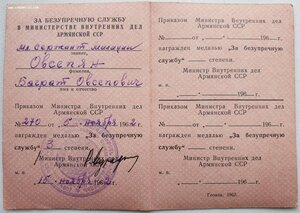 ЗА БЕЗУПРЕЧНУЮ СЛУЖБУ
В МИНИСТЕРСТВЕ ВНУТРЕННИХ ДЕЛ
АРМЯНСКОЙ ССР
мл. сержант милиции
Овсепян
фамилия,
Баграт Овсепович
имя и отчество
Приказом Министра Внутренних дел
Армянской ССР
№ 270 от 5 ноября 1962 г.
награжден медалью „За безупречную
службу“ 3 степени.
Министр Внутренних дел
Армянской ССР
м. п.
15 ноября 1962 г.
Приказом Министра Внутренних Дел
Армянской ССР
№ от 196 г.
награжден медалью „За безупречную
службу“ степени.
Министр Внутренних дел
Армянской ССР
м. п. 196 г.
Приказом Министра Внутренних дел
Армянской ССР
№ от 196 г.
награжден медалью „За безупречную
службу“ степени.
Министр Внутренних дел
Армянской ССР
м. п. 196 г.
Гознак. 1962.